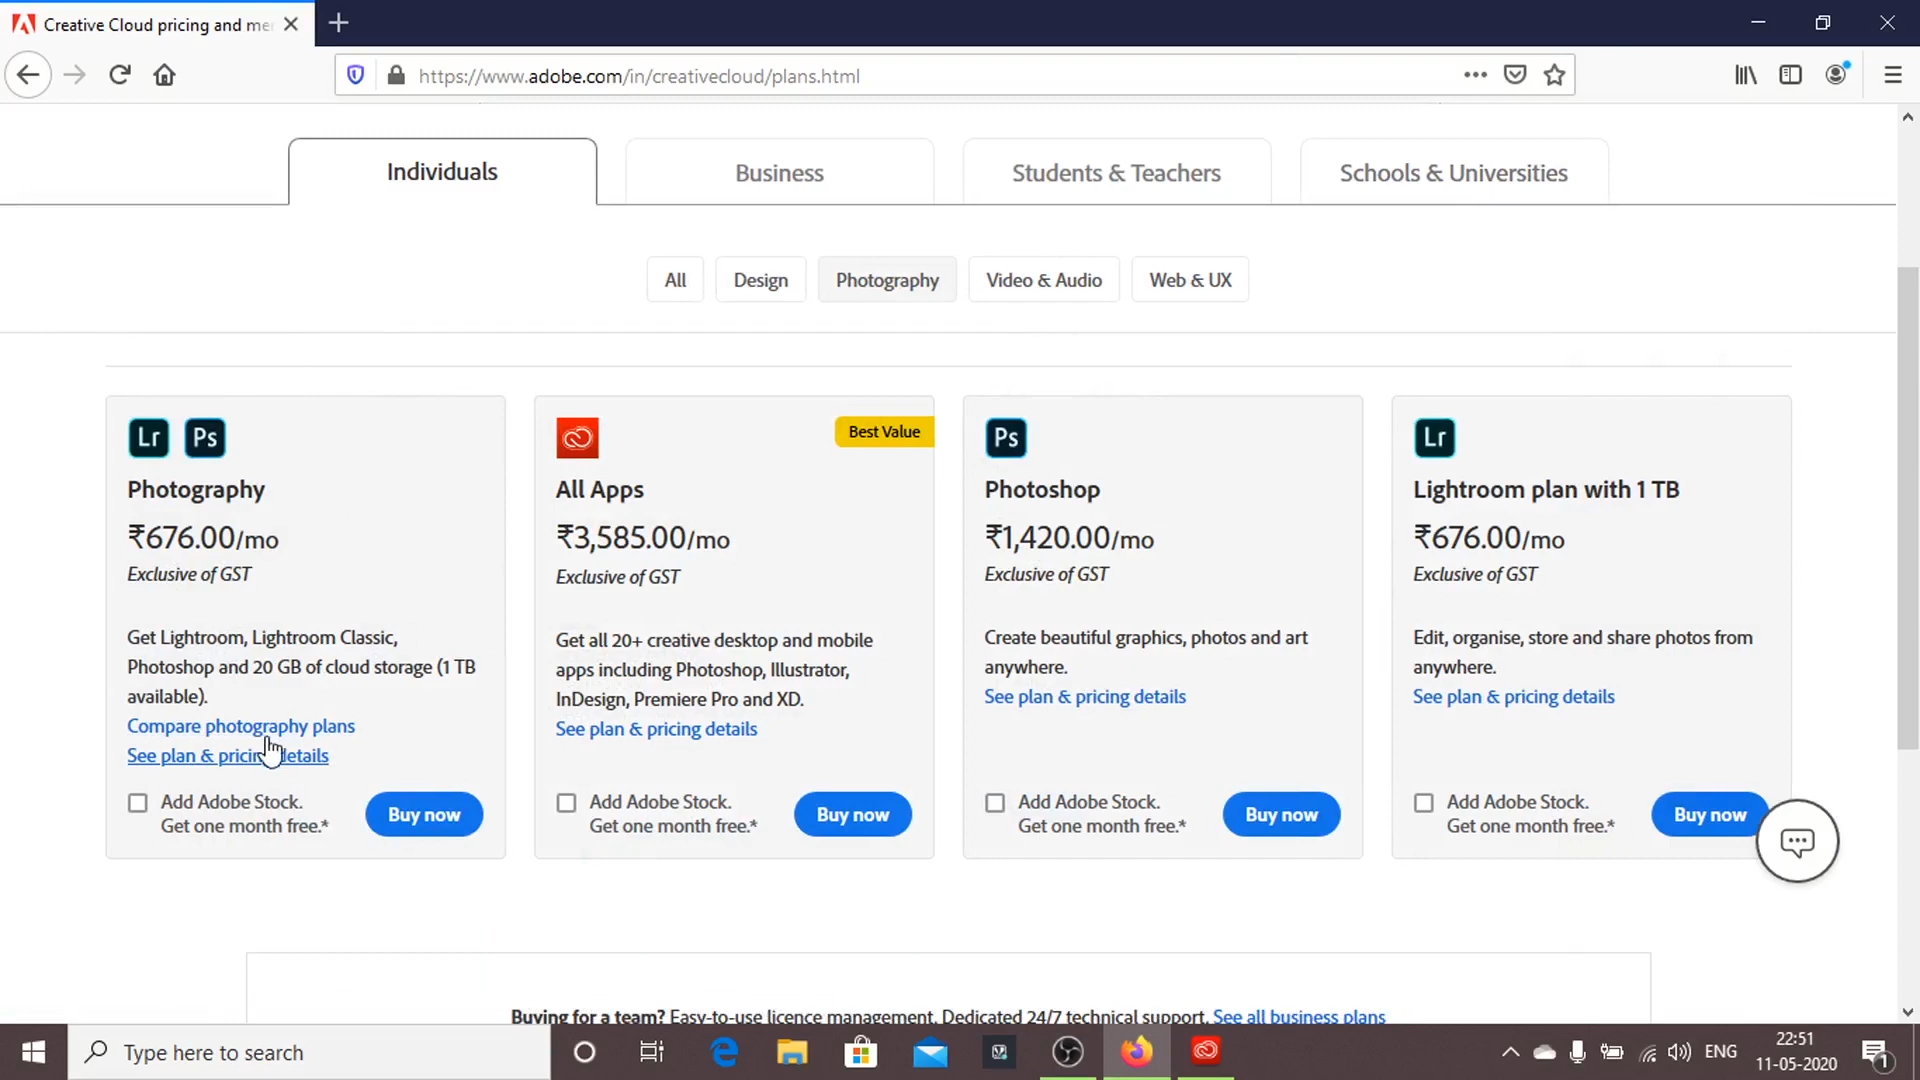 Creative Cloud pricing and me
https://www.adobe.com/in/creativecloud/plans.html
Individuals
Business
Students & Teachers
Schools & Universities
All
Design
Photography
Video & Audio
Web & UX
Lr Ps
Photography
₹676.00/mo
Exclusive of GST
Get Lightroom, Lightroom Classic,
Photoshop and 20 GB of cloud storage (1 TB
available).
Compare photography plans
See plan & pricing details
Add Adobe Stock.
Get one month free.*
Buy now
Best Value
All Apps
₹3,585.00/mo
Exclusive of GST
Get all 20+ creative desktop and mobile
apps including Photoshop, Illustrator,
InDesign, Premiere Pro and XD.
See plan & pricing details
Add Adobe Stock.
Get one month free.*
Buy now
Ps
Photoshop
₹1,420.00/mo
Exclusive of GST
Create beautiful graphics, photos and art
anywhere.
See plan & pricing details
Add Adobe Stock.
Get one month free.*
Buy now
Lr
Lightroom plan with 1 TB
₹676.00/mo
Exclusive of GST
Edit, organise, store and share photos from
anywhere.
See plan & pricing details
Add Adobe Stock.
Get one month free.*
Buy now
Buying for a team? Easy-to-use licence management. Dedicated 24/7 technical support. See all business plans
Type here to search
ENG
22:51
11-05-2020
1